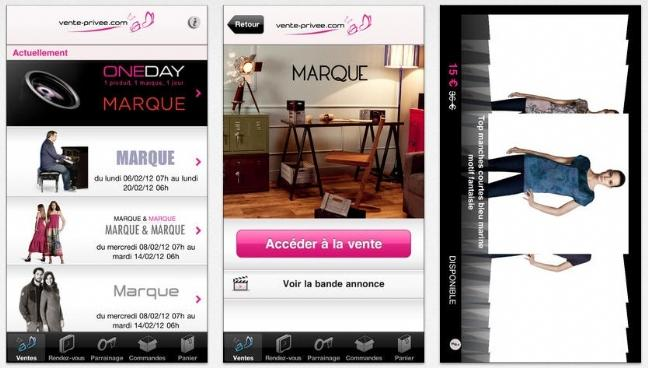 vente-privee.com
Actuellement
ONEDAY
1 produit, 1 marque, 1 jour
MARQUE
MARQUE
du lundi 06/02/12 07h au lundi
20/02/12 06h
MARQUE & MARQUE
MARQUE & MARQUE
du mercredi 08/02/12 07h au
mardi 14/02/12 06h
Marque
du mercredi 08/02/12 07h au
mardi 14/02/12 06h
Ventes
Rendez-vous
Parrainage
Commandes
Panier
Retour
vente-privee.com
MARQUE
Accéder à la vente
Voir la bande annonce
Ventes
Rendez-vous
Parrainage
Commandes
Panier
15 € 36 €
Top manches courtes bleu marine
motif fantaisie
DISPONIBLE